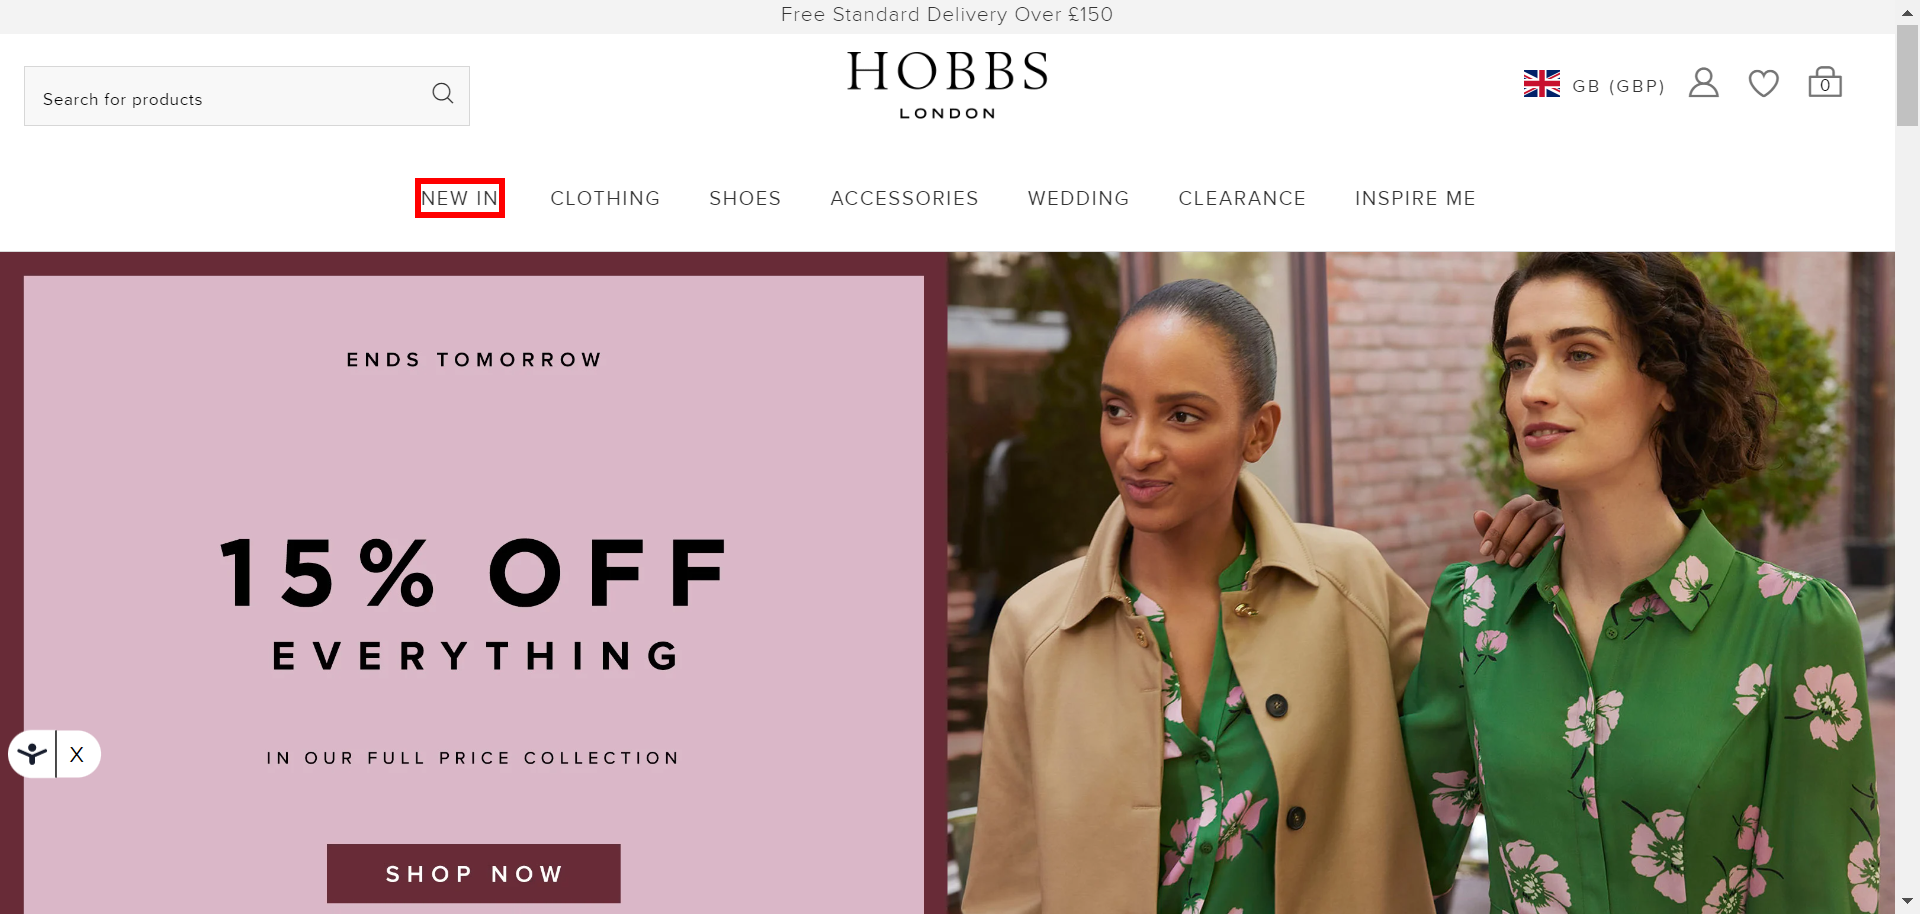 Free Standard Delivery Over £150
Search for products
HOBBS
LONDON
GB (GBP)
0
NEW IN
CLOTHING
SHOES
ACCESSORIES
WEDDING
CLEARANCE
INSPIRE ME
ENDS TOMORROW
15% OFF
EVERYTHING
IN OUR FULL PRICE COLLECTION
X
SHOP NOW